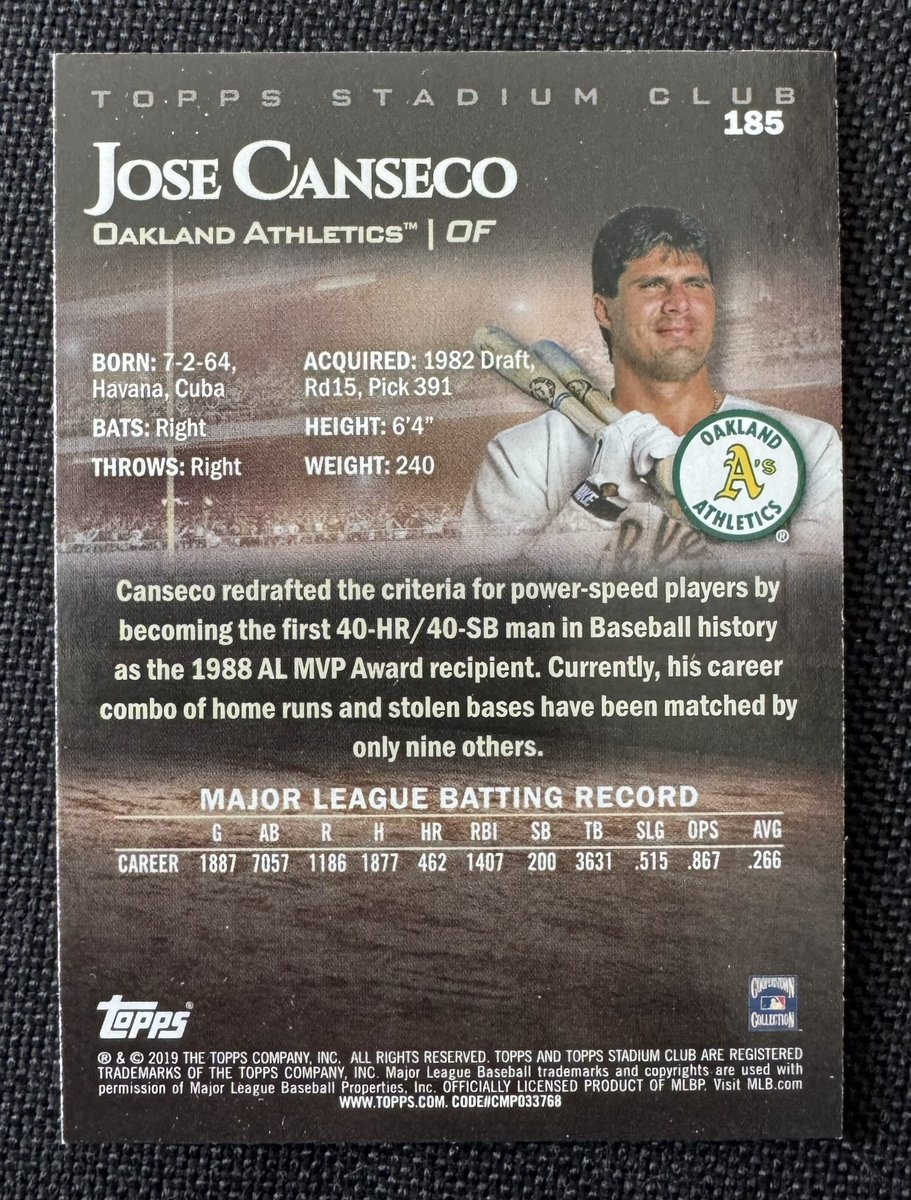 TOPPS STADIUM CLUB
185
JOSE CANSECO
OAKLAND ATHLETICS™ | OF
BORN: 7-2-64,
Havana, Cuba
BATS: Right
THROWS: Right
ACQUIRED: 1982 Draft,
Rd15, Pick 391
HEIGHT: 6'4"
WEIGHT: 240
OAKLAND
A's
ATHLETICS
®
Canseco redrafted the criteria for power-speed players by
becoming the first 40-HR/40-SB man in Baseball history
as the 1988 AL MVP Award recipient. Currently, his career
combo of home runs and stolen bases have been matched by
only nine others.
MAJOR LEAGUE BATTING RECORD
G AB R H HR RBI SB TB SLG OPS AVG
CAREER 1887 7057 1186 1877 462 1407 200 3631 .515 .867 .266
Topps®
COOPERSTOWN
COLLECTION
® & © 2019 THE TOPPS COMPANY, INC. ALL RIGHTS RESERVED. TOPPS AND TOPPS STADIUM CLUB ARE REGISTERED
TRADEMARKS OF THE TOPPS COMPANY, INC. Major League Baseball trademarks and copyrights are used with
permission of Major League Baseball Properties, Inc. OFFICIALLY LICENSED PRODUCT OF MLBP. Visit MLB.com
WWW.TOPPS.COM. CODE#CMP033768